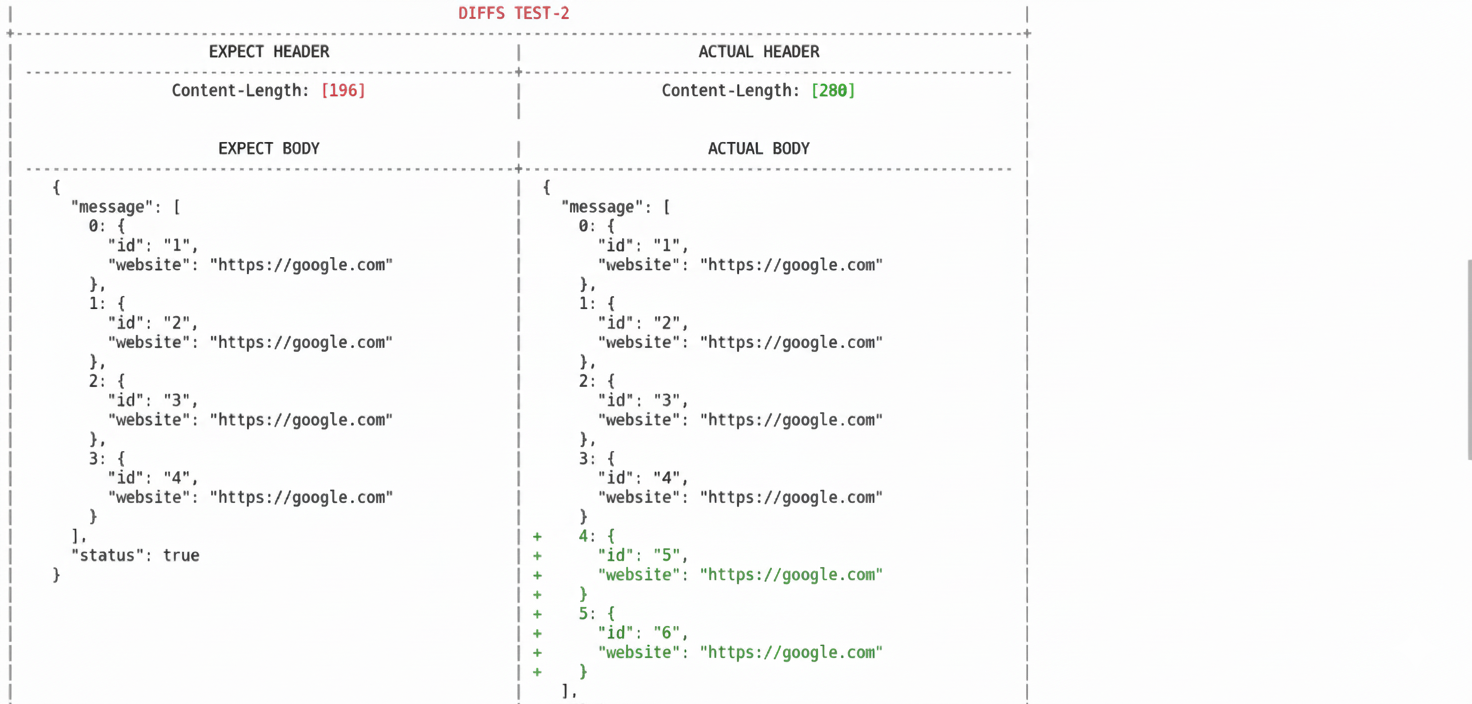 DIFFS TEST-2
EXPECT HEADER | ACTUAL HEADER
Content-Length: [196] | Content-Length: [280]
EXPECT BODY | ACTUAL BODY
{ | {
"message": [ | "message": [
0: { | 0: {
"id": "1", | "id": "1",
"website": "https://google.com" | "website": "https://google.com"
}, | },
1: { | 1: {
"id": "2", | "id": "2",
"website": "https://google.com" | "website": "https://google.com"
}, | },
2: { | 2: {
"id": "3", | "id": "3",
"website": "https://google.com" | "website": "https://google.com"
}, | },
3: { | 3: {
"id": "4", | "id": "4",
"website": "https://google.com" | "website": "https://google.com"
} | }
], | + 4: {
"status": true | + "id": "5",
} | + "website": "https://google.com"
| + }
| + 5: {
| + "id": "6",
| + "website": "https://google.com"
| + }
| ],